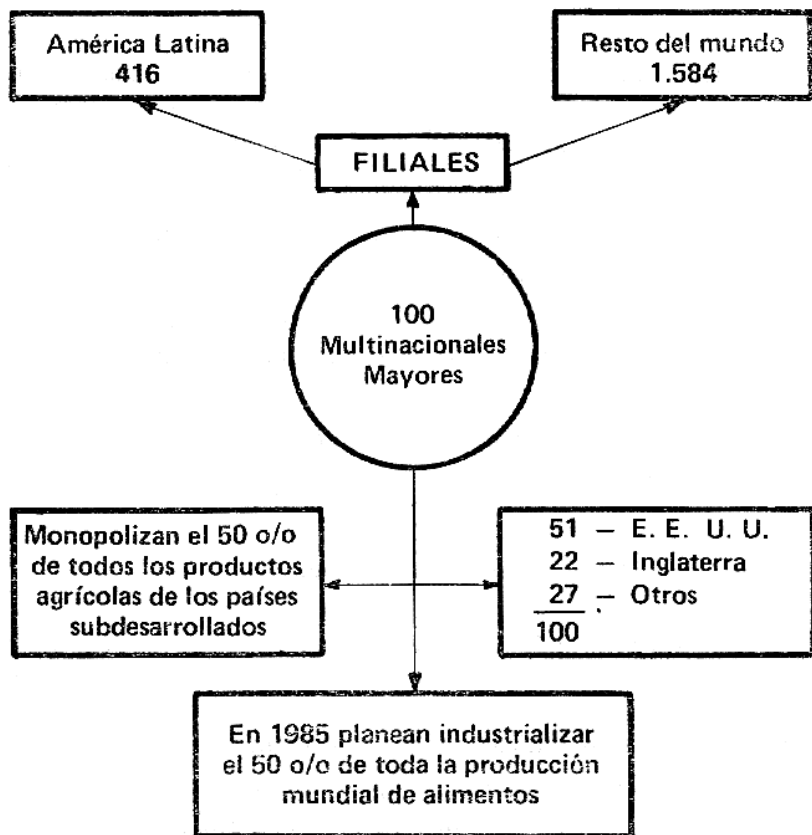 América Latina
416
Resto del mundo
1.584
FILIALES
100
Multinacionales
Mayores
Monopolizan el 50 o/o
de todos los productos
agrícolas de los países
subdesarrollados
51 – E. E. U. U.
22 – Inglaterra
27 – Otros
100
En 1985 planean industrializar
el 50 o/o de toda la producción
mundial de alimentos